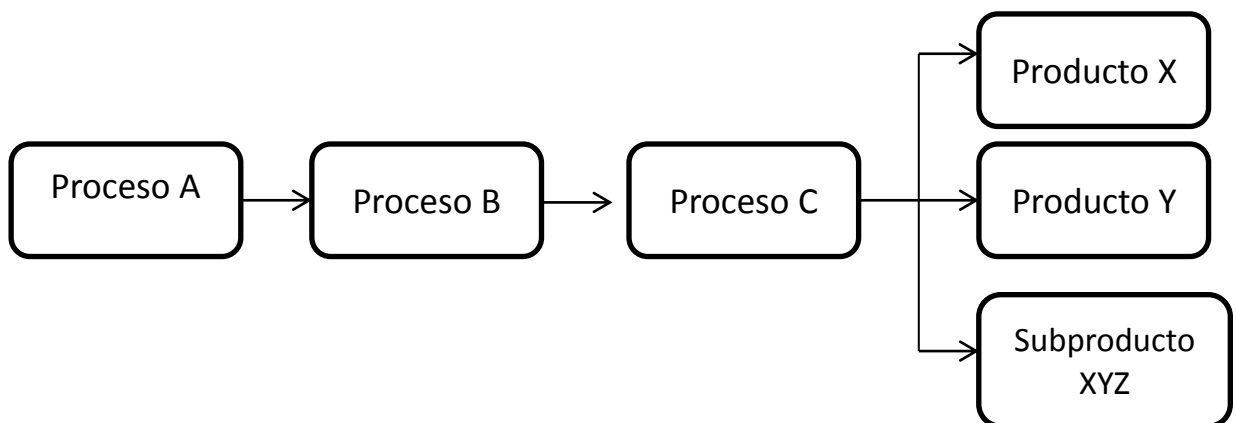 Proceso A
Proceso B
Proceso C
Producto X
Producto Y
Subproducto
XYZ